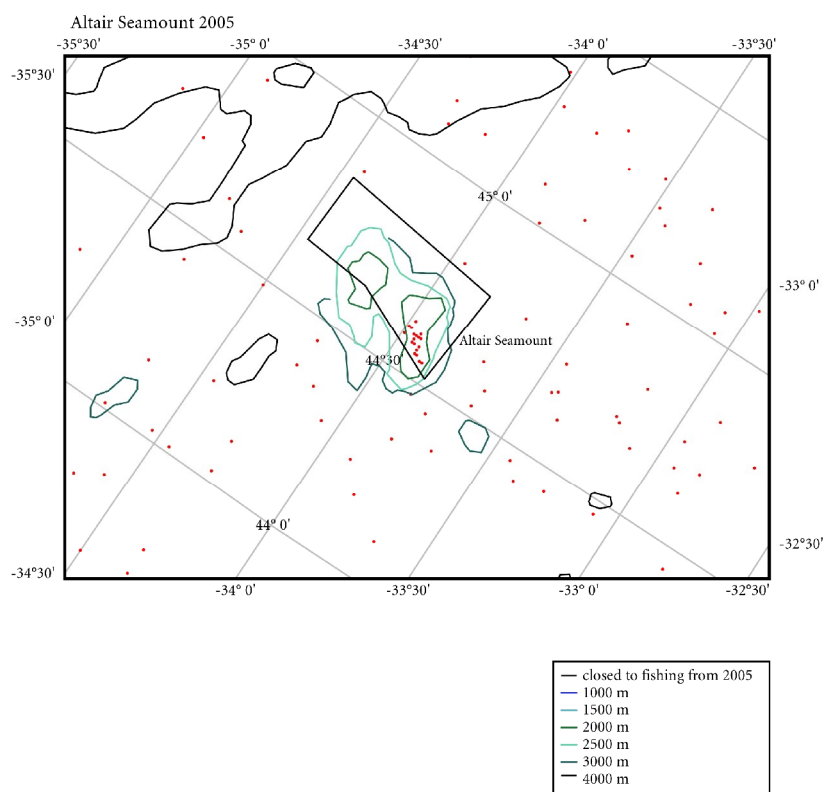 Altair Seamount 2005
-35°30' -35° 0' -34°30' -34° 0' -33°30'
-35°30'
45° 0'
-33° 0'
-35° 0'
Altair Seamount
44°30'
44° 0'
-32°30'
-34°30'
-34° 0' -33°30' -33° 0' -32°30'
closed to fishing from 2005
1000 m
1500 m
2000 m
2500 m
3000 m
4000 m